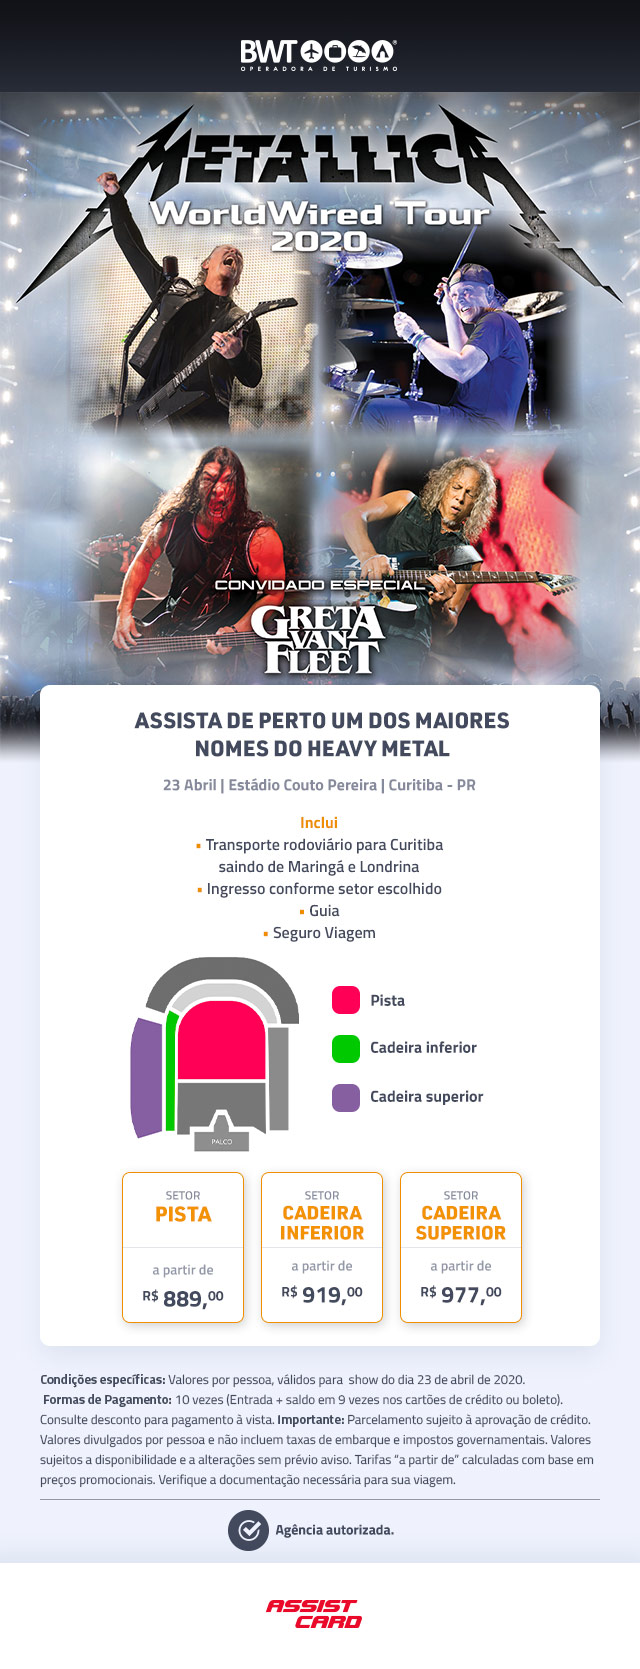 BWT®
OPERADORA DE TURISMO
METALLICA
WorldWired Tour
2020
CONVIDADO ESPECIAL
GRETA
VAN
FLEET
ASSISTA DE PERTO UM DOS MAIORES
NOMES DO HEAVY METAL
23 Abril | Estádio Couto Pereira | Curitiba - PR
Inclui
• Transporte rodoviário para Curitiba
saindo de Maringá e Londrina
• Ingresso conforme setor escolhido
• Guia
• Seguro Viagem
Pista
Cadeira inferior
Cadeira superior
PALCO
SETOR
PISTA
a partir de
R$ 889,00
SETOR
CADEIRA
INFERIOR
a partir de
R$ 919,00
SETOR
CADEIRA
SUPERIOR
a partir de
R$ 977,00
Condições específicas: Valores por pessoa, válidos para show do dia 23 de abril de 2020.
Formas de Pagamento: 10 vezes (Entrada + saldo em 9 vezes nos cartões de crédito ou boleto).
Consulte desconto para pagamento à vista. Importante: Parcelamento sujeito à aprovação de crédito.
Valores divulgados por pessoa e não incluem taxas de embarque e impostos governamentais. Valores
sujeitos a disponibilidade e a alterações sem prévio aviso. Tarifas “a partir de” calculadas com base em
preços promocionais. Verifique a documentação necessária para sua viagem.
Agência autorizada.
ASSIST
CARD